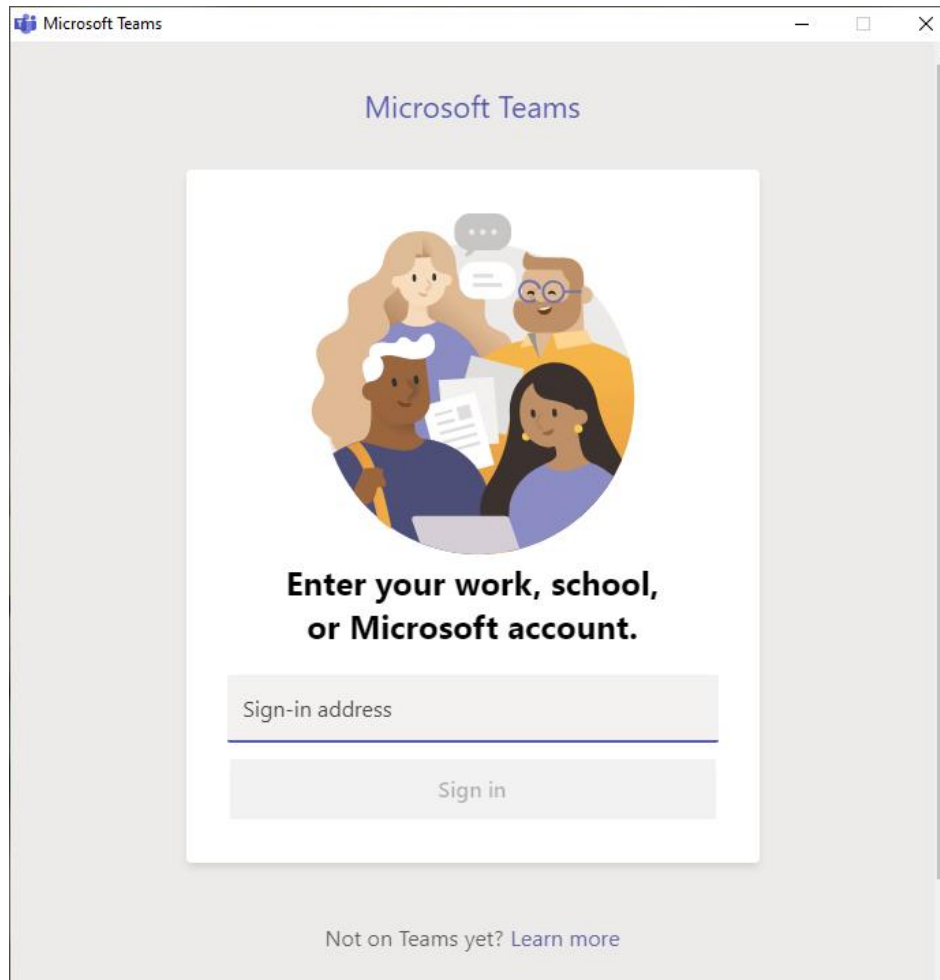 Microsoft Teams
Microsoft Teams
Enter your work, school,
or Microsoft account.
Sign-in address
Sign in
Not on Teams yet? Learn more